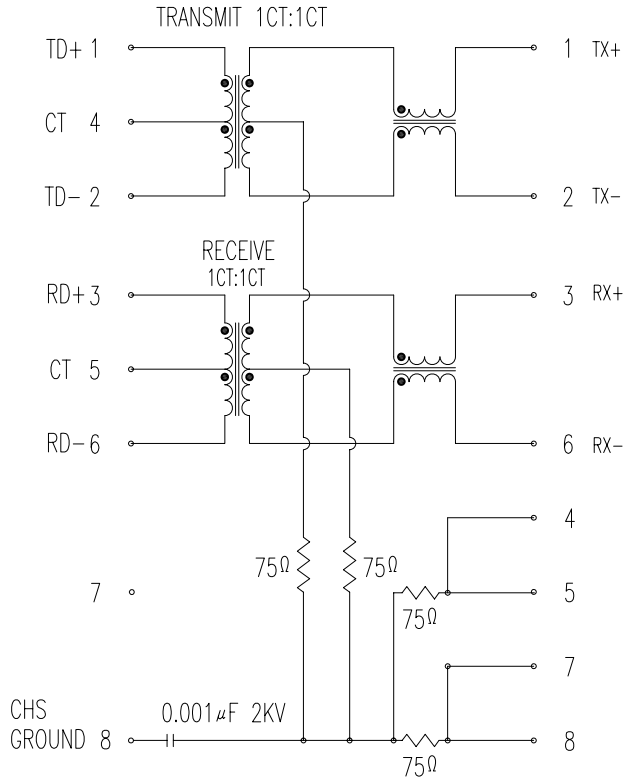 TRANSMIT 1CT:1CT
TD+ 1
1 TX+
CT 4
TD- 2
2 TX-
RECEIVE
1CT:1CT
RD+ 3
3 RX+
CT 5
RD- 6
6 RX-
4
75Ω
75Ω
7
5
75Ω
7
CHS
GROUND 8
0.001μF 2KV
8
75Ω